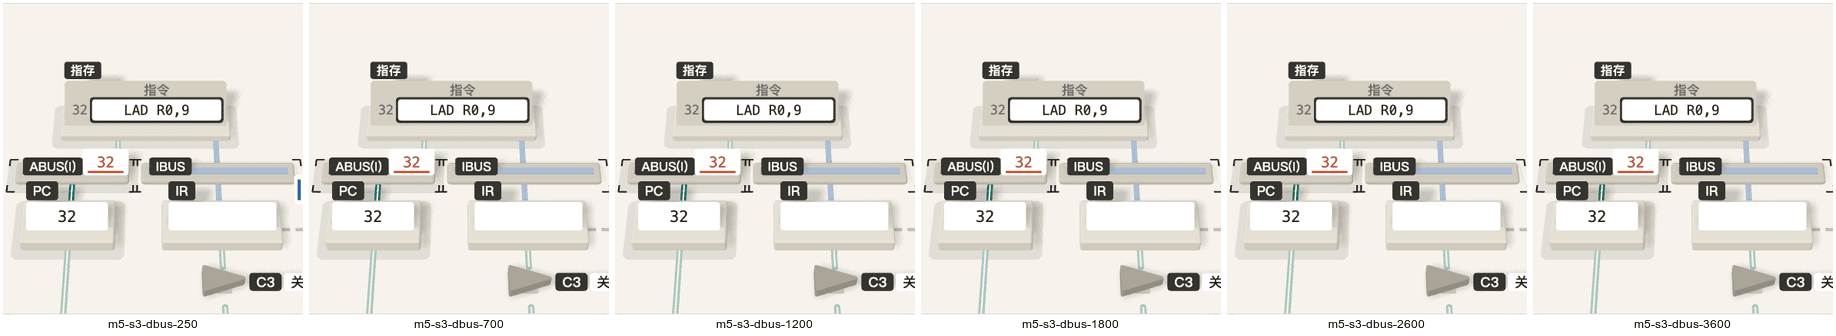 指存
指令
32 LAD R0,9
ABUS(I) 32 IBUS
PC IR
32
C3 关
m5-s3-dbus-250
指存
指令
32 LAD R0,9
ABUS(I) 32 IBUS
PC IR
32
C3 关
m5-s3-dbus-700
指存
指令
32 LAD R0,9
ABUS(I) 32 IBUS
PC IR
32
C3 关
m5-s3-dbus-1200
指存
指令
32 LAD R0,9
ABUS(I) 32 IBUS
PC IR
32
C3 关
m5-s3-dbus-1800
指存
指令
32 LAD R0,9
ABUS(I) 32 IBUS
PC IR
32
C3 关
m5-s3-dbus-2600
指存
指令
32 LAD R0,9
ABUS(I) 32 IBUS
PC IR
32
C3 关
m5-s3-dbus-3600